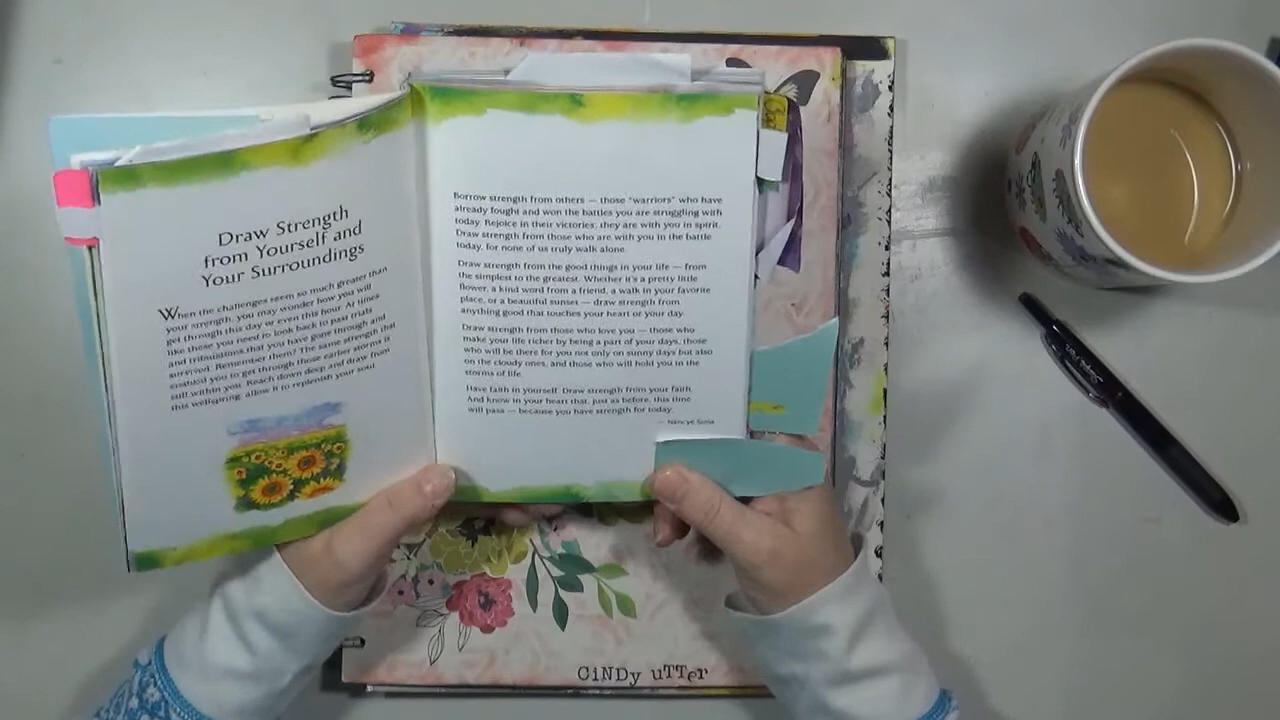 Draw Strength
from Yourself and
Your Surroundings
When the challenges seem so much greater than
your strength, you may wonder how you will
get through this day or even this hour. At times
like those you need to look back to past trials
and tribulations that you have gone through and
survived. Remember them? The same strength that
enabled you to get through those earlier storms is
still within you. Reach down deep and draw from
this wellspring; allow it to replenish your soul.
Borrow strength from others — those "warriors" who have
already fought and won the battles you are struggling with
today. Rejoice in their victories; they are with you in spirit.
Draw strength from those who are with you in the battle
today, for none of us truly walk alone.
Draw strength from the good things in your life — from
the simplest to the greatest. Whether it's a pretty little
flower, a kind word from a friend, a walk in your favorite
place, or a beautiful sunset — draw strength from
anything good that touches your heart or your day.
Draw strength from those who love you — those who
make your life richer by being a part of your days, those
who will be there for you not only on sunny days but also
on the cloudy ones, and those who will hold you in the
storms of life.
Have faith in yourself. Draw strength from your faith.
And know in your heart that, just as before, this time
will pass — because you have strength for today.
— Nancye Sims
CiNDy uTTer